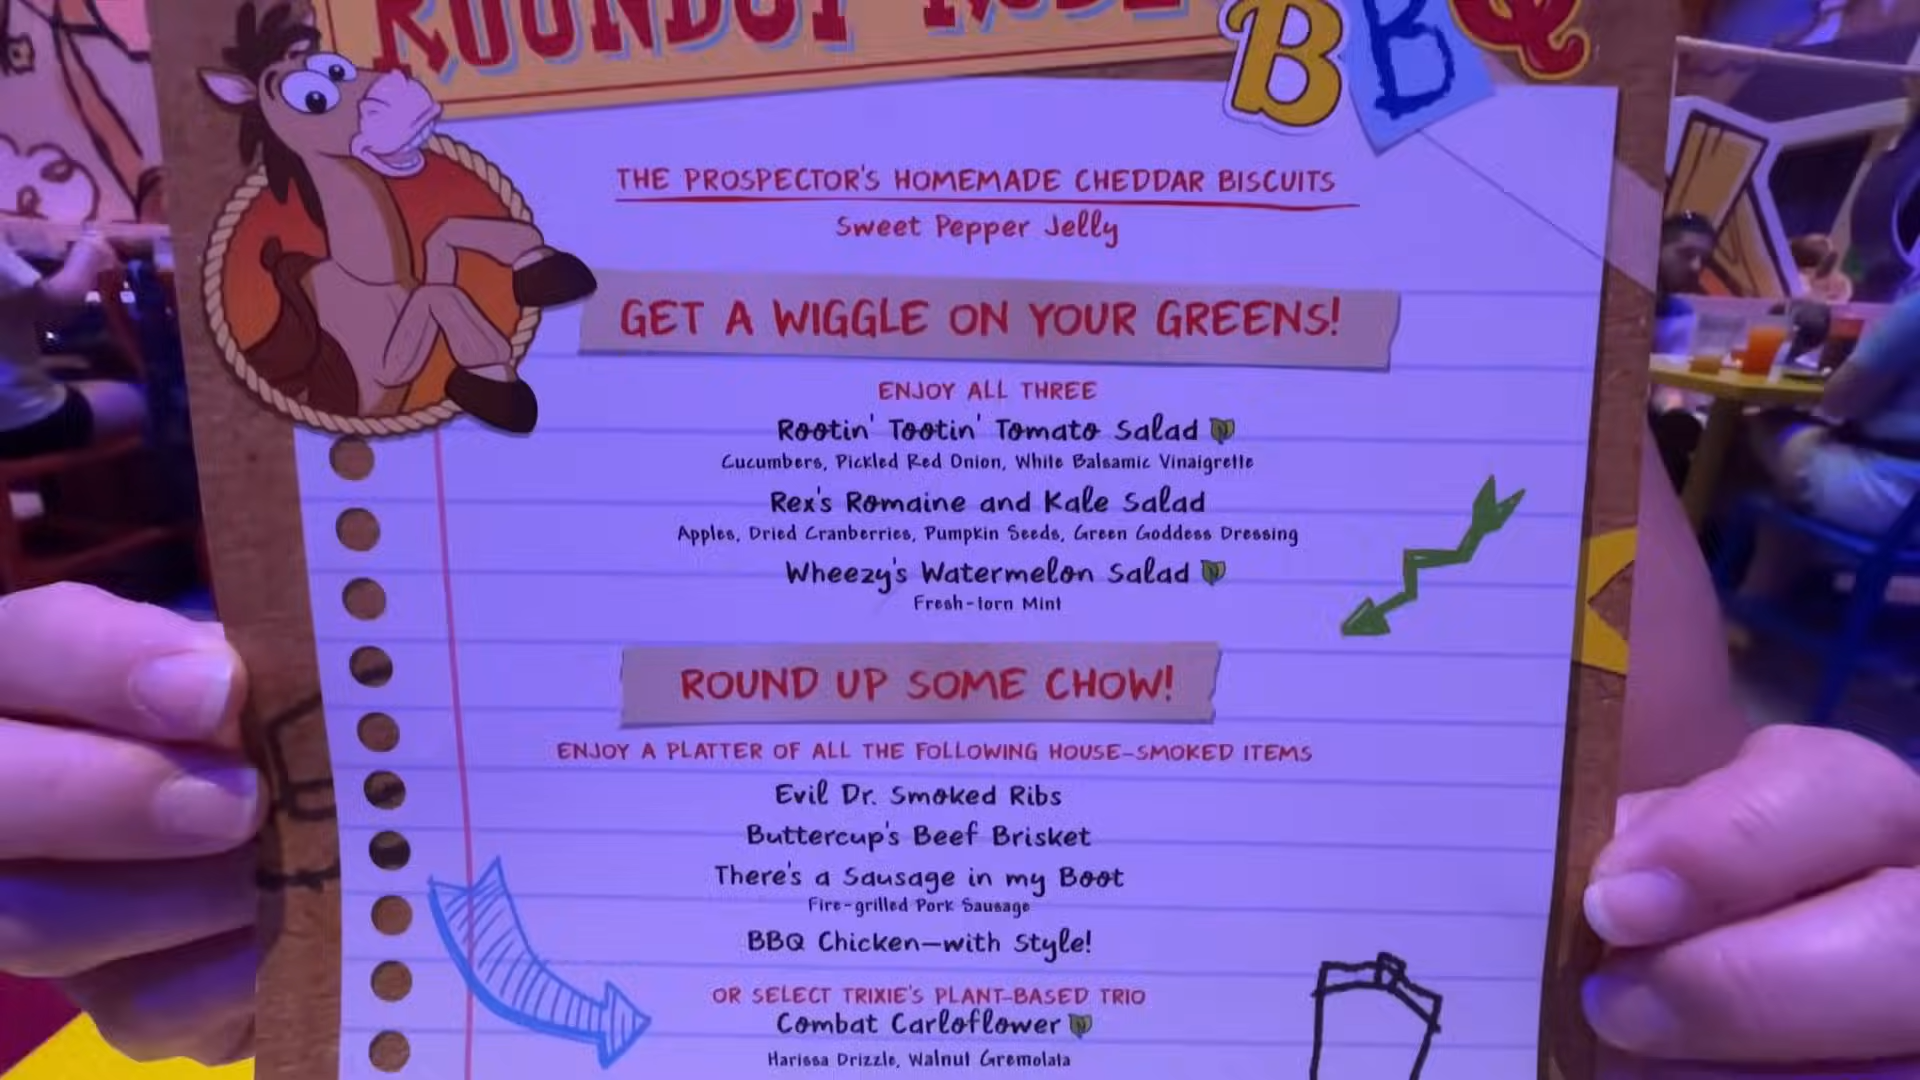 ROUNDUP RODEO
BBQ
THE PROSPECTOR'S HOMEMADE CHEDDAR BISCUITS
Sweet Pepper Jelly
GET A WIGGLE ON YOUR GREENS!
ENJOY ALL THREE
Rootin' Tootin' Tomato Salad
Cucumbers, Pickled Red Onion, White Balsamic Vinaigrette
Rex's Romaine and Kale Salad
Apples, Dried Cranberries, Pumpkin Seeds, Green Goddess Dressing
Wheezy's Watermelon Salad
Fresh-torn Mint
ROUND UP SOME CHOW!
ENJOY A PLATTER OF ALL THE FOLLOWING HOUSE-SMOKED ITEMS
Evil Dr. Smoked Ribs
Buttercup's Beef Brisket
There's a Sausage in my Boot
Fire-grilled Pork Sausage
BBQ Chicken—with Style!
OR SELECT TRIXIE'S PLANT-BASED TRIO
Combat Carloflower
Harissa Drizzle, Walnut Gremolata